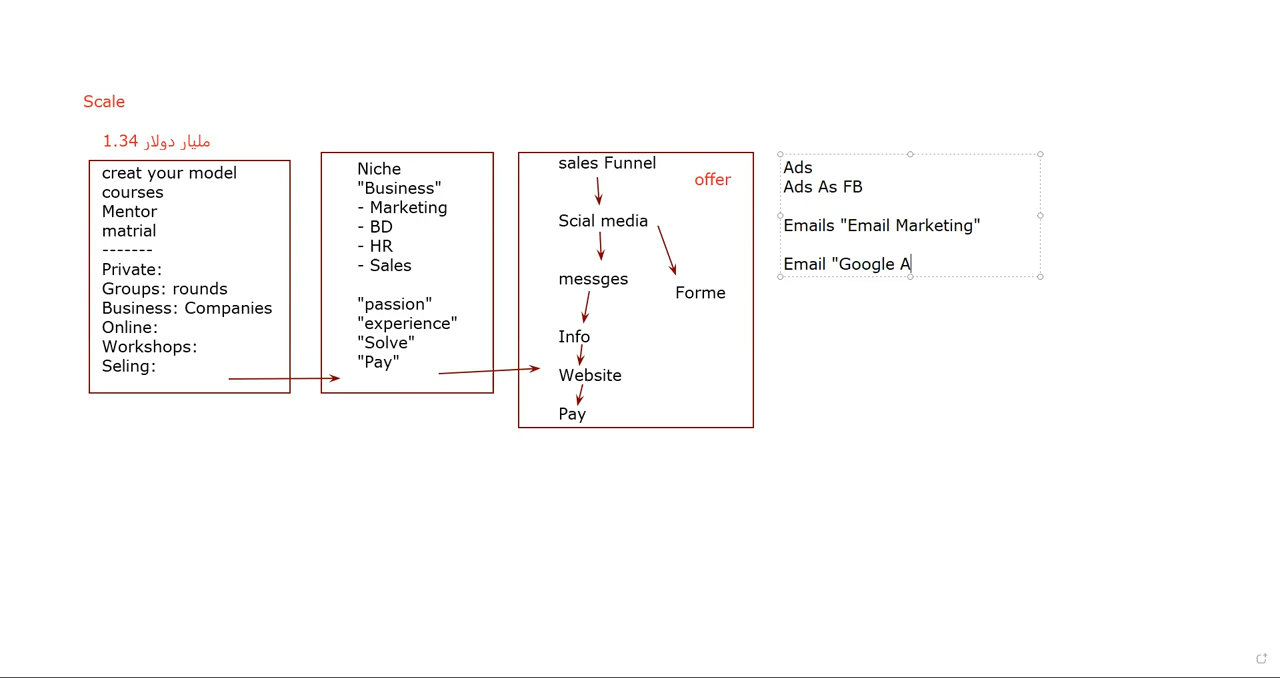 Scale
1.34 مليار دولار
creat your model
courses
Mentor
matrial
-------
Private:
Groups: rounds
Business: Companies
Online:
Workshops:
Seling:
Niche
"Business"
- Marketing
- BD
- HR
- Sales
"passion"
"experience"
"Solve"
"Pay"
sales Funnel
offer
Scial media
messges
Forme
Info
Website
Pay
Ads
Ads As FB
Emails "Email Marketing"
Email "Google A